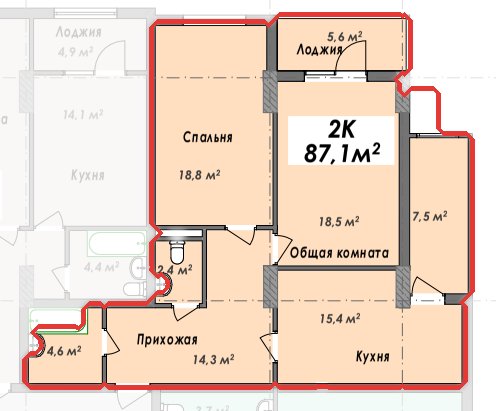 Лоджия
4,9 м²
5,6 м²
Лоджия
14,1 м²
Кухня
Спальня
18,8 м²
2К
87,1м²
18,5 м²
Общая комната
7,5 м²
4,4 м²
2,4 м²
15,4 м²
Кухня
4,6 м²
Прихожая
14,3 м²